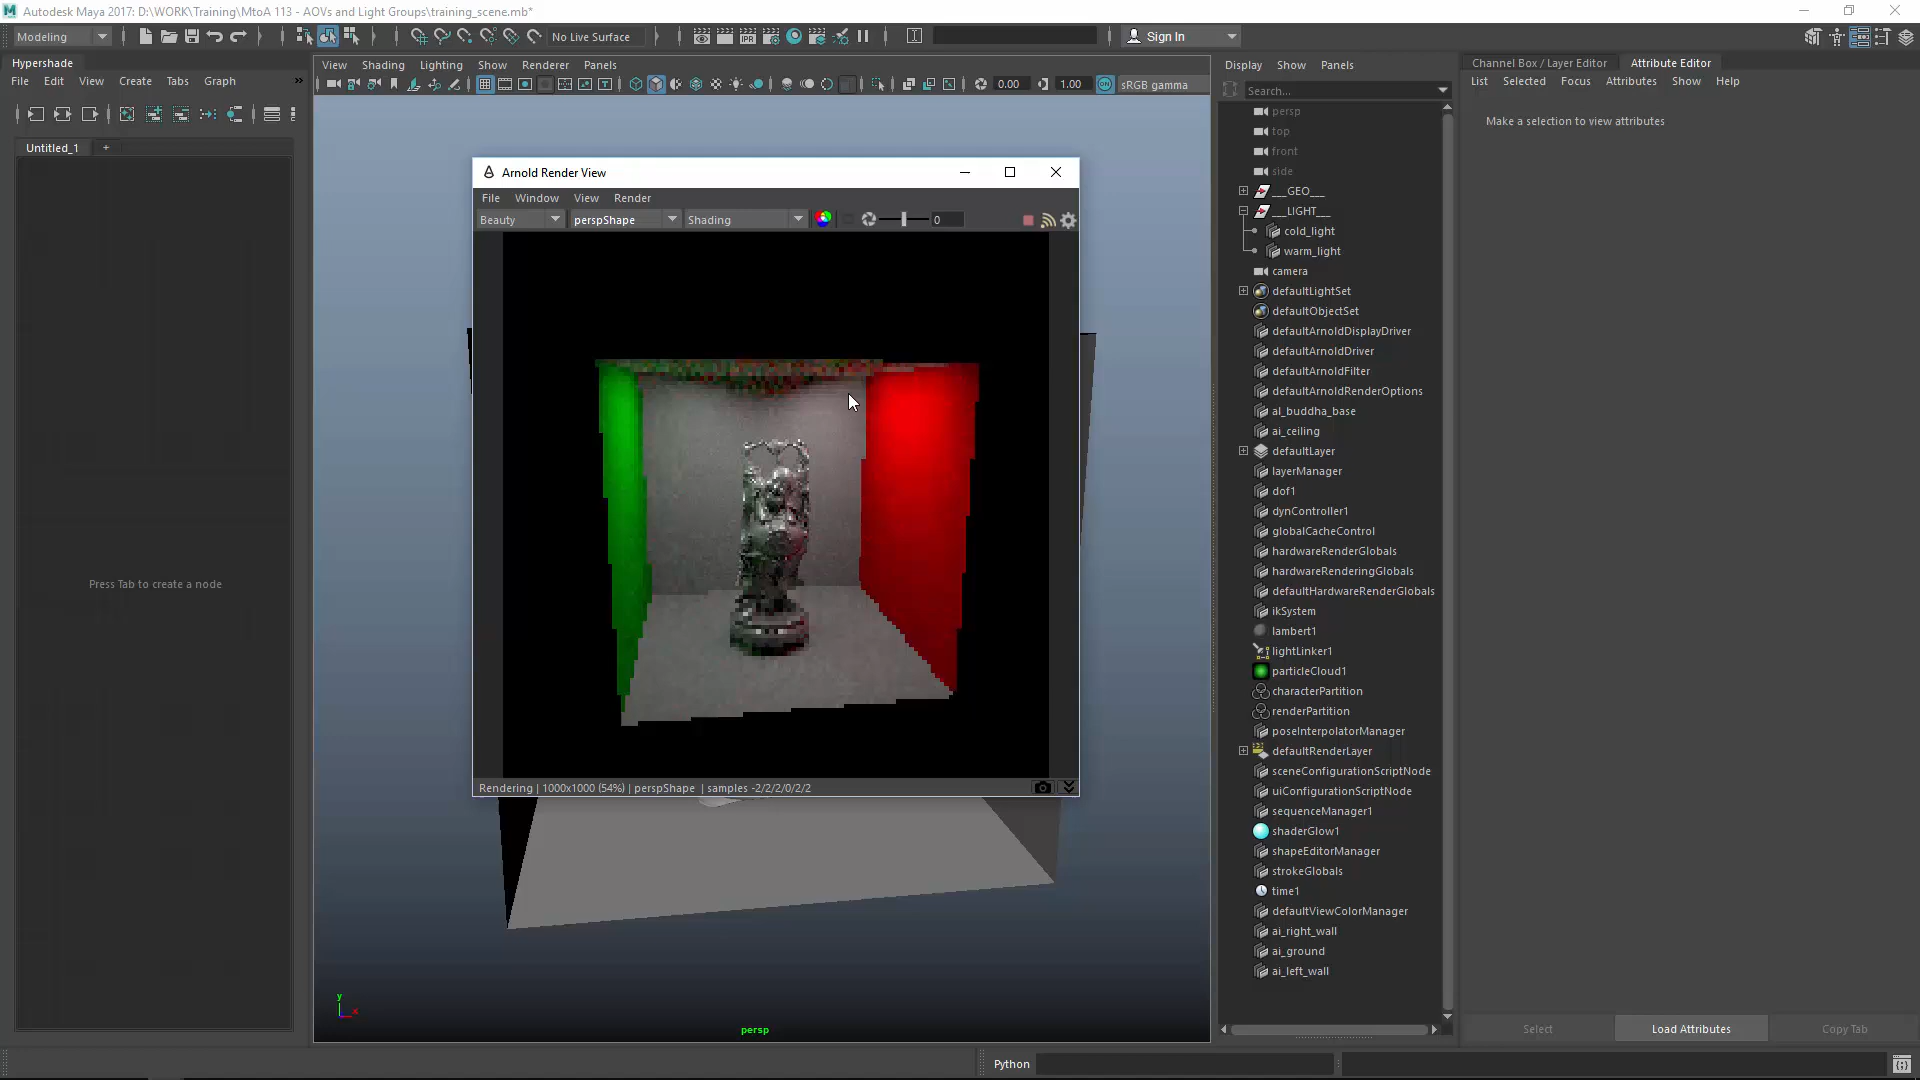 Autodesk Maya 2017: D:\WORK\Training\MtoA 113 - AOVs and Light Groups\training_scene.mb*
Modeling
No Live Surface
Sign In
Hypershade
File Edit View Create Tabs Graph
Untitled_1 +
Press Tab to create a node
View Shading Lighting Show Renderer Panels
0.00 1.00 ON sRGB gamma
Arnold Render View
File Window View Render
Beauty perspShape Shading 0
Rendering | 1000x1000 (54%) | perspShape | samples -2/2/2/0/2/2
y
x
persp
Display Show Panels
Search...
persp
top
front
side
___GEO___
___LIGHT___
cold_light
warm_light
camera
defaultLightSet
defaultObjectSet
defaultArnoldDisplayDriver
defaultArnoldDriver
defaultArnoldFilter
defaultArnoldRenderOptions
al_buddha_base
ai_ceiling
defaultLayer
layerManager
dof1
dynController1
globalCacheControl
hardwareRenderGlobals
hardwareRenderingGlobals
defaultHardwareRenderGlobals
ikSystem
lambert1
lightLinker1
particleCloud1
characterPartition
renderPartition
poseInterpolatorManager
defaultRenderLayer
sceneConfigurationScriptNode
uiConfigurationScriptNode
sequenceManager1
shaderGlow1
shapeEditorManager
strokeGlobals
time1
defaultViewColorManager
ai_right_wall
ai_ground
ai_left_wall
Channel Box / Layer Editor Attribute Editor
List Selected Focus Attributes Show Help
Make a selection to view attributes
Select Load Attributes Copy Tab
Python